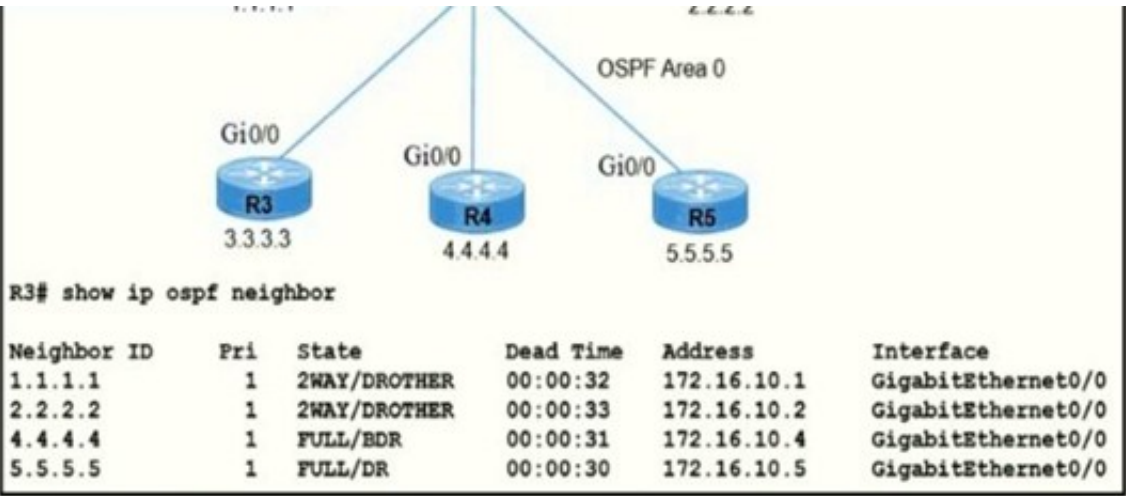 OSPF Area 0
Gi0/0
Gi0/0
Gi0/0
R3
R4
R5
3.3.3.3
4.4.4.4
5.5.5.5
R3# show ip ospf neighbor
Neighbor ID Pri State Dead Time Address Interface
1.1.1.1 1 2WAY/DROTHER 00:00:32 172.16.10.1 GigabitEthernet0/0
2.2.2.2 1 2WAY/DROTHER 00:00:33 172.16.10.2 GigabitEthernet0/0
4.4.4.4 1 FULL/BDR 00:00:31 172.16.10.4 GigabitEthernet0/0
5.5.5.5 1 FULL/DR 00:00:30 172.16.10.5 GigabitEthernet0/0